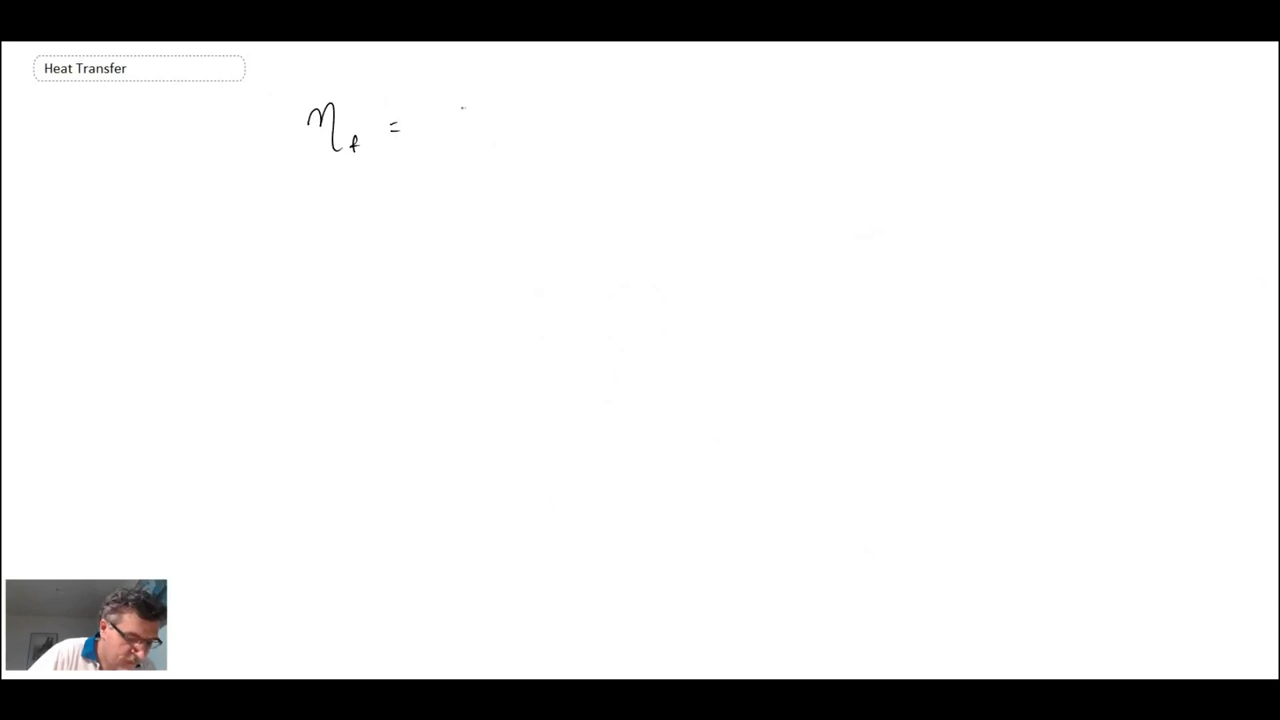 Heat Transfer
η_f =